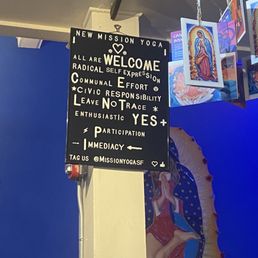 NEW MISSION YOGA
ALL ARE WELCOME
RADICAL SELF EXPRESSION
COMMUNAL EFFORT
*CIVIC RESPONSIBILITY
LEAVE NO TRACE
ENTHUSIASTIC YES+
PARTICIPATION
IMMEDIACY
TAG US @MISSIONYOGASF